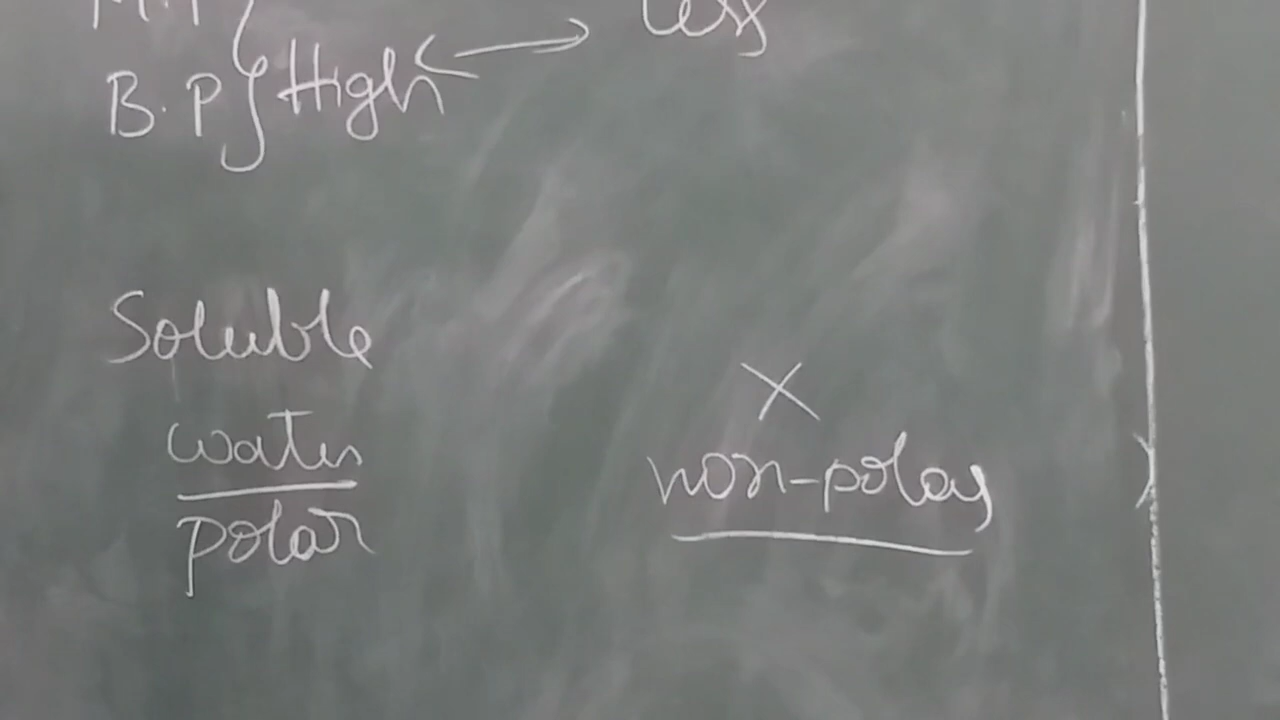 M.P
less
B.P } High ⟷
Soluble
×
water
non-polar
polar